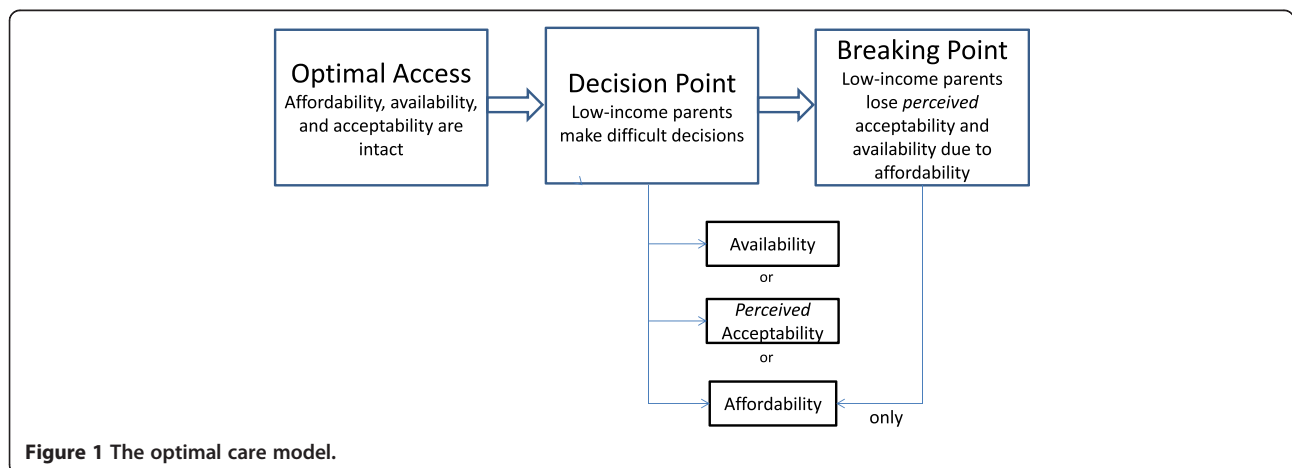 Optimal Access
Affordability, availability,
and acceptability are
intact
Decision Point
Low-income parents
make difficult decisions
Breaking Point
Low-income parents
lose perceived
acceptability and
availability due to
affordability
Availability
or
Perceived
Acceptability
or
Affordability
only
Figure 1 The optimal care model.